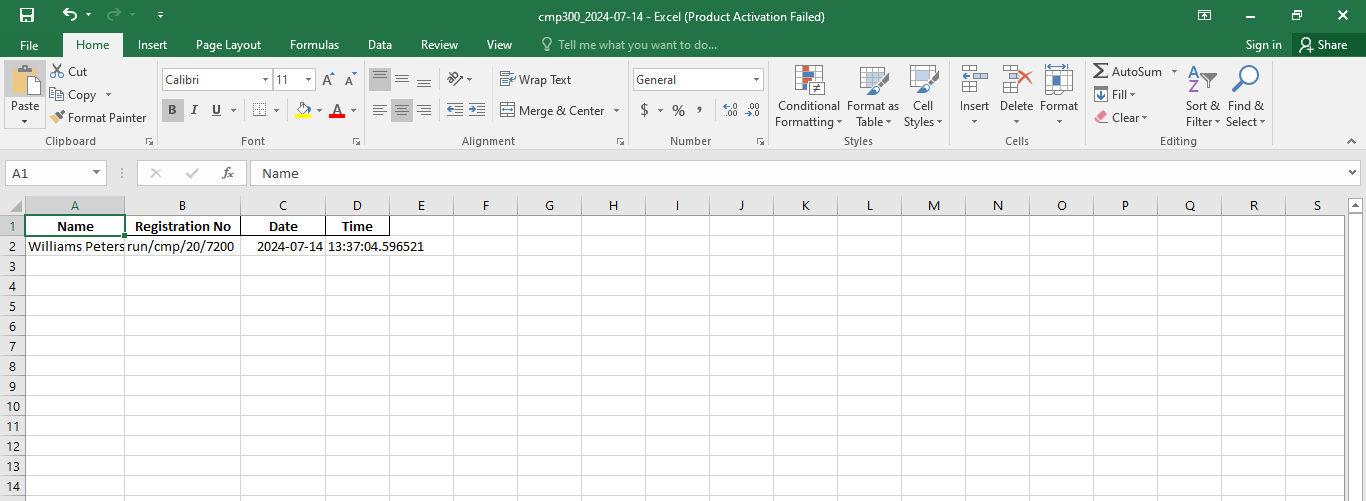 cmp300_2024-07-14 - Excel (Product Activation Failed)
File Home Insert Page Layout Formulas Data Review View Tell me what you want to do... Sign in Share
Cut
Copy
Format Painter
Paste
Clipboard
Calibri 11
B I U A
Font
Wrap Text
Merge & Center
Alignment
General
$ % ,
Number
Conditional Formatting
Format as Table
Cell Styles
Styles
Insert Delete Format
Cells
AutoSum
Fill
Clear
Sort & Filter
Find & Select
Editing
A1 fx Name
A B C D E F G H I J K L M N O P Q R S
1 Name Registration No Date Time
2 Williams Peters run/cmp/20/7200 2024-07-14 13:37:04.596521
3
4
5
6
7
8
9
10
11
12
13
14